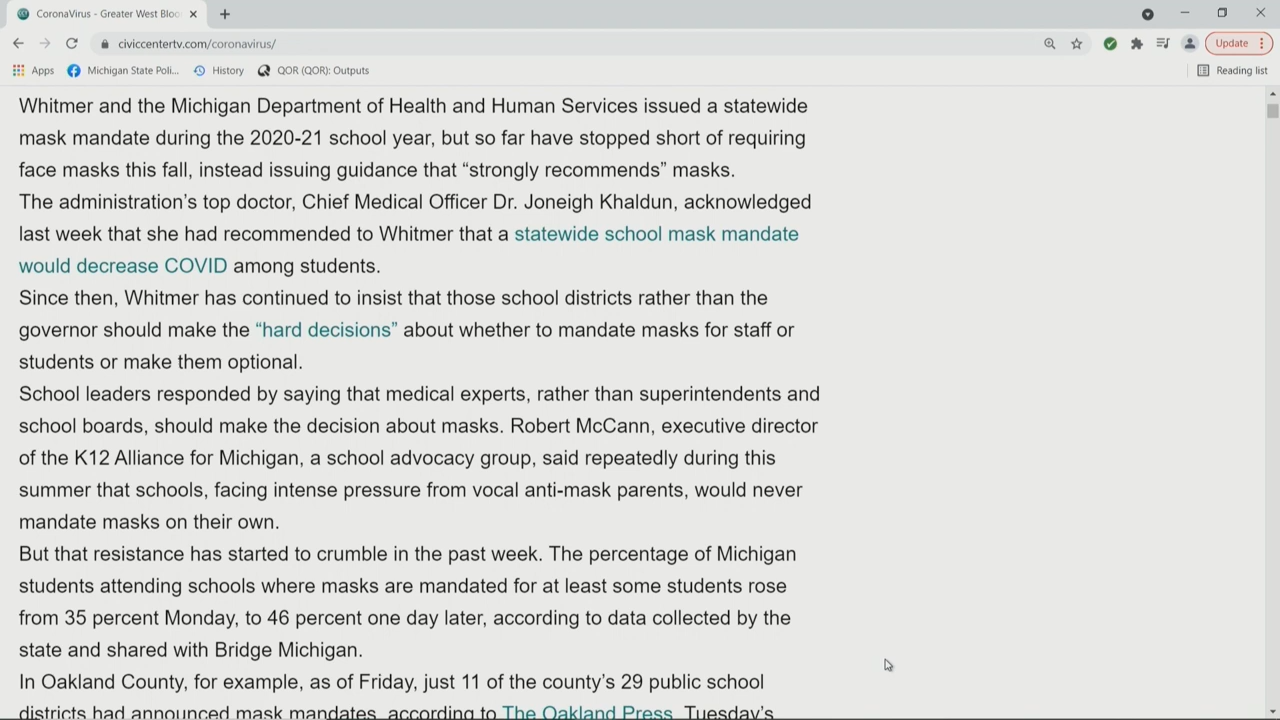 CoronaVirus - Greater West Bloo
civiccentertv.com/coronavirus/
Update
Apps
Michigan State Poli...
History
QOR (QOR): Outputs
Reading list
Whitmer and the Michigan Department of Health and Human Services issued a statewide
mask mandate during the 2020-21 school year, but so far have stopped short of requiring
face masks this fall, instead issuing guidance that “strongly recommends” masks.
The administration’s top doctor, Chief Medical Officer Dr. Joneigh Khaldun, acknowledged
last week that she had recommended to Whitmer that a statewide school mask mandate
would decrease COVID among students.
Since then, Whitmer has continued to insist that those school districts rather than the
governor should make the “hard decisions” about whether to mandate masks for staff or
students or make them optional.
School leaders responded by saying that medical experts, rather than superintendents and
school boards, should make the decision about masks. Robert McCann, executive director
of the K12 Alliance for Michigan, a school advocacy group, said repeatedly during this
summer that schools, facing intense pressure from vocal anti-mask parents, would never
mandate masks on their own.
But that resistance has started to crumble in the past week. The percentage of Michigan
students attending schools where masks are mandated for at least some students rose
from 35 percent Monday, to 46 percent one day later, according to data collected by the
state and shared with Bridge Michigan.
In Oakland County, for example, as of Friday, just 11 of the county’s 29 public school
districts had announced mask mandates, according to The Oakland Press. Tuesday’s